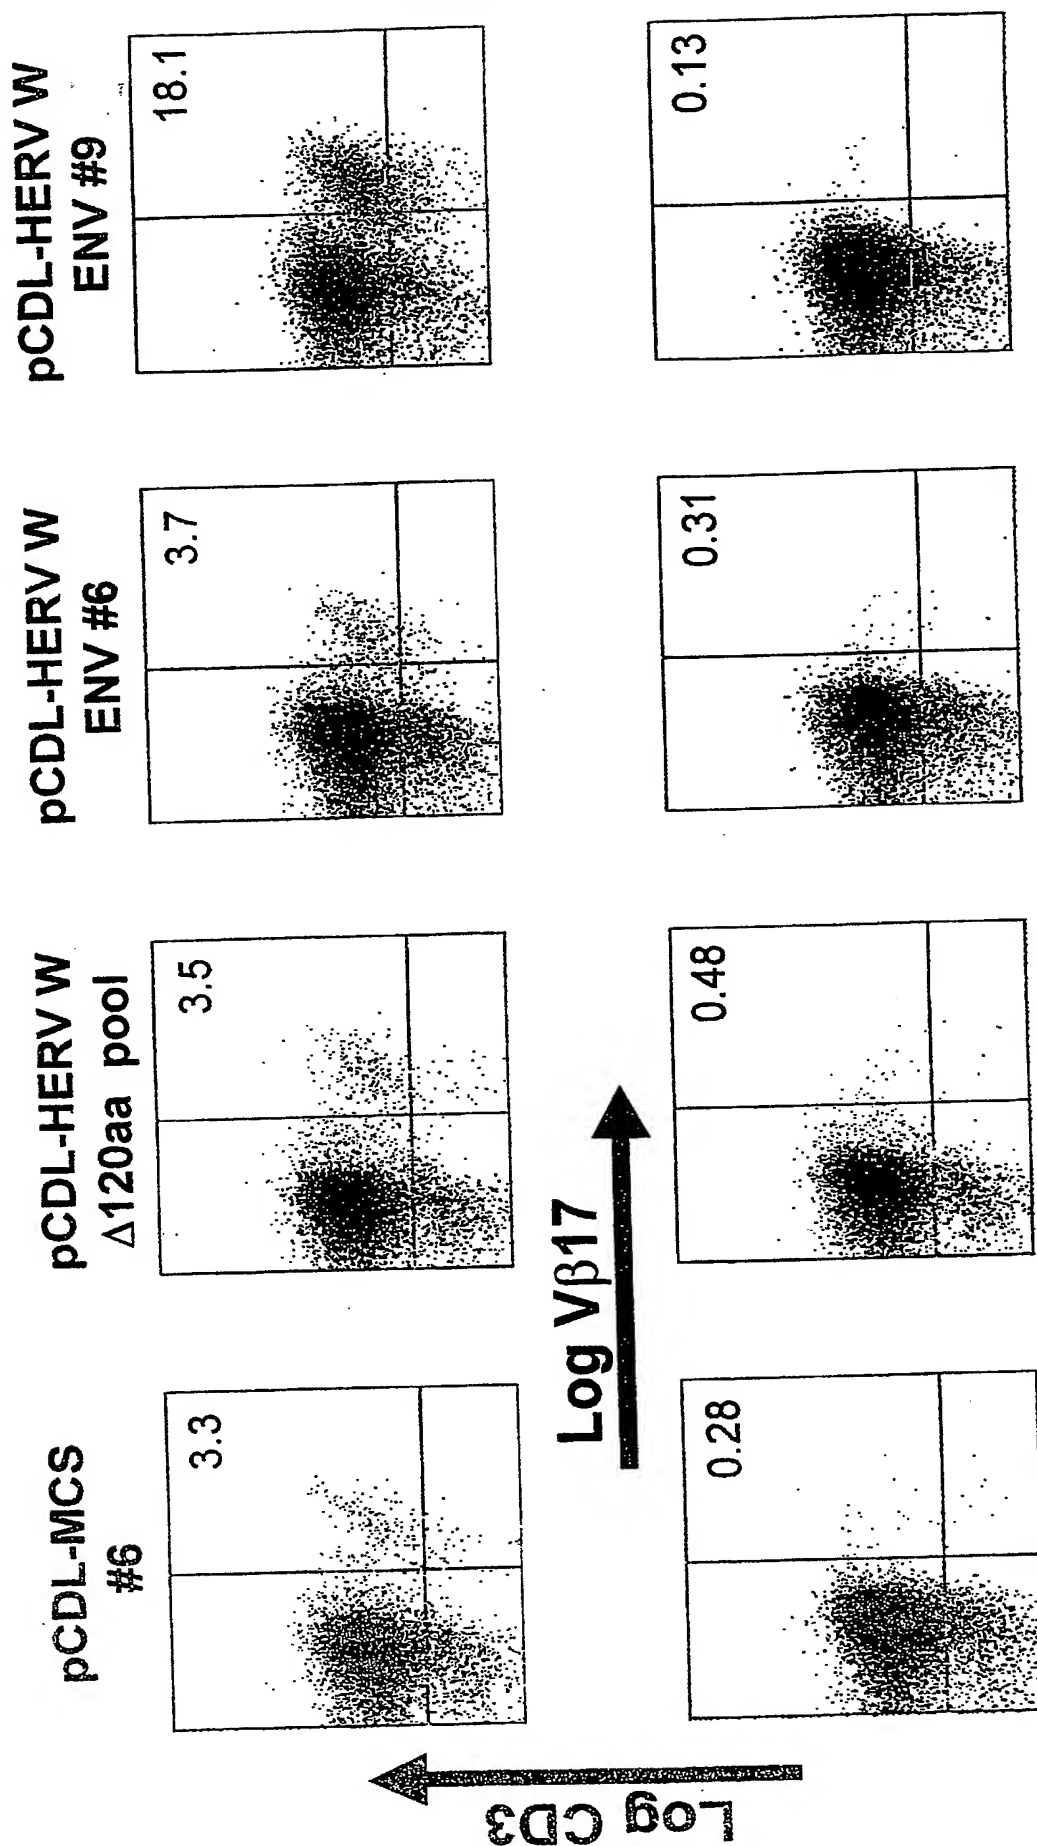 pCDL-MCS
#6
pCDL-HERV W
Δ120aa pool
pCDL-HERV W
ENV #6
pCDL-HERV W
ENV #9
3.3
3.5
3.7
18.1
Log CD3
Log Vβ17
0.28
0.48
0.31
0.13